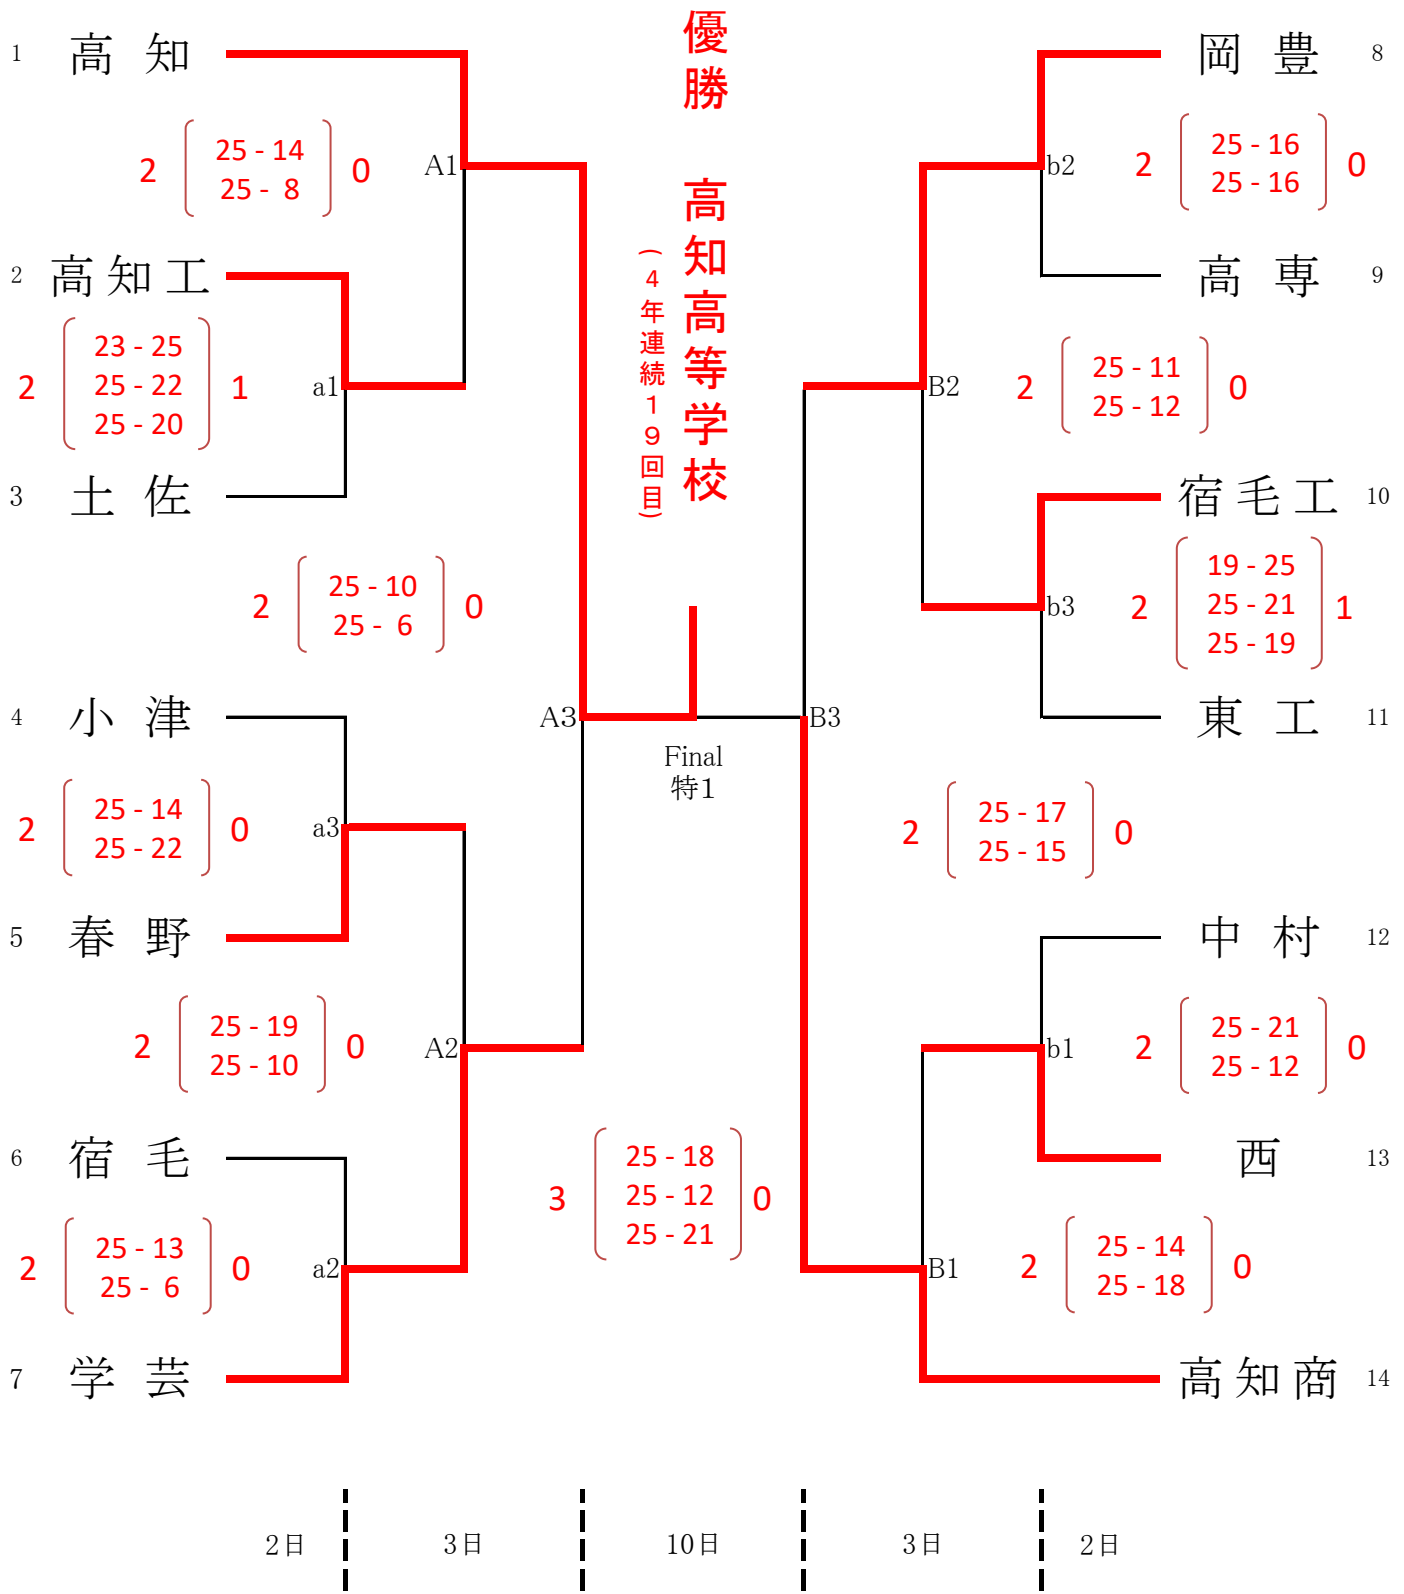 優勝 高知高等学校
(4年連続19回目)
1 高知
2 [25 - 14
25 - 8] 0
A1
2 高知工
2 [23 - 25
25 - 22
25 - 20] 1
a1
3 土佐
2 [25 - 10
25 - 6] 0
4 小津
A3
2 [25 - 14
25 - 22] 0
a3
5 春野
2 [25 - 19
25 - 10] 0
A2
6 宿毛
2 [25 - 13
25 - 6] 0
a2
7 学芸
Final
特1
3 [25 - 18
25 - 12
25 - 21] 0
岡豊 8
b2
2 [25 - 16
25 - 16] 0
高専 9
B2
2 [25 - 11
25 - 12] 0
宿毛工 10
b3
2 [19 - 25
25 - 21
25 - 19] 1
東工 11
B3
2 [25 - 17
25 - 15] 0
中村 12
b1
2 [25 - 21
25 - 12] 0
西 13
B1
2 [25 - 14
25 - 18] 0
高知商 14
2日 3日 10日 3日 2日